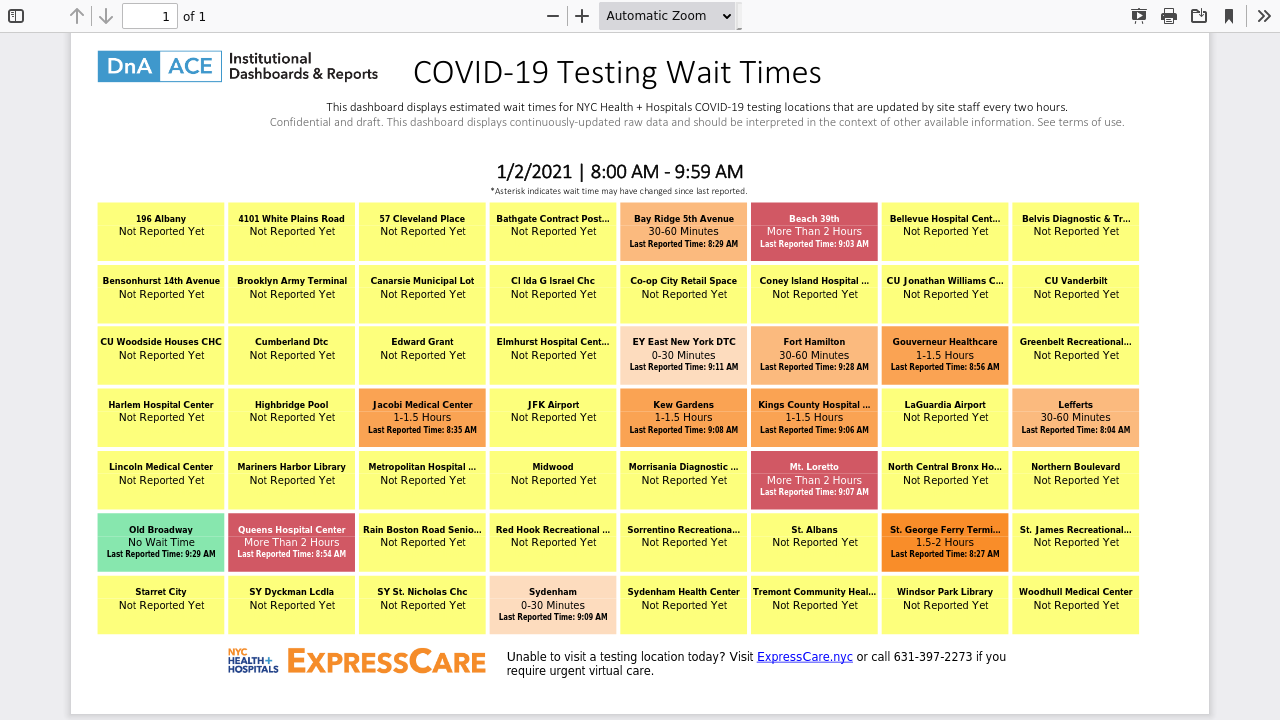 1 of 1 Automatic Zoom
DnA ACE Institutional
Dashboards & Reports
COVID-19 Testing Wait Times
This dashboard displays estimated wait times for NYC Health + Hospitals COVID-19 testing locations that are updated by site staff every two hours.
Confidential and draft. This dashboard displays continuously-updated raw data and should be interpreted in the context of other available information. See terms of use.
1/2/2021 | 8:00 AM - 9:59 AM
*Asterisk indicates wait time may have changed since last reported.
196 Albany
Not Reported Yet
4101 White Plains Road
Not Reported Yet
57 Cleveland Place
Not Reported Yet
Bathgate Contract Post...
Not Reported Yet
Bay Ridge 5th Avenue
30-60 Minutes
Last Reported Time: 8:29 AM
Beach 39th
More Than 2 Hours
Last Reported Time: 9:03 AM
Bellevue Hospital Cent...
Not Reported Yet
Belvis Diagnostic & Tr...
Not Reported Yet
Bensonhurst 14th Avenue
Not Reported Yet
Brooklyn Army Terminal
Not Reported Yet
Canarsie Municipal Lot
Not Reported Yet
CI Ida G Israel Chc
Not Reported Yet
Co-op City Retail Space
Not Reported Yet
Coney Island Hospital ...
Not Reported Yet
CU Jonathan Williams C...
Not Reported Yet
CU Vanderbilt
Not Reported Yet
CU Woodside Houses CHC
Not Reported Yet
Cumberland Dtc
Not Reported Yet
Edward Grant
Not Reported Yet
Elmhurst Hospital Cent...
Not Reported Yet
EY East New York DTC
0-30 Minutes
Last Reported Time: 9:11 AM
Fort Hamilton
30-60 Minutes
Last Reported Time: 9:28 AM
Gouverneur Healthcare
1-1.5 Hours
Last Reported Time: 8:56 AM
Greenbelt Recreational...
Not Reported Yet
Harlem Hospital Center
Not Reported Yet
Highbridge Pool
Not Reported Yet
Jacobi Medical Center
1-1.5 Hours
Last Reported Time: 8:35 AM
JFK Airport
Not Reported Yet
Kew Gardens
1-1.5 Hours
Last Reported Time: 9:08 AM
Kings County Hospital ...
1-1.5 Hours
Last Reported Time: 9:06 AM
LaGuardia Airport
Not Reported Yet
Lefferts
30-60 Minutes
Last Reported Time: 8:04 AM
Lincoln Medical Center
Not Reported Yet
Mariners Harbor Library
Not Reported Yet
Metropolitan Hospital ...
Not Reported Yet
Midwood
Not Reported Yet
Morrisania Diagnostic ...
Not Reported Yet
Mt. Loretto
More Than 2 Hours
Last Reported Time: 9:07 AM
North Central Bronx Ho...
Not Reported Yet
Northern Boulevard
Not Reported Yet
Old Broadway
No Wait Time
Last Reported Time: 9:29 AM
Queens Hospital Center
More Than 2 Hours
Last Reported Time: 8:54 AM
Rain Boston Road Senio...
Not Reported Yet
Red Hook Recreational ...
Not Reported Yet
Sorrentino Recreationa...
Not Reported Yet
St. Albans
Not Reported Yet
St. George Ferry Termi...
1.5-2 Hours
Last Reported Time: 8:27 AM
St. James Recreational...
Not Reported Yet
Starret City
Not Reported Yet
SY Dyckman Lcdla
Not Reported Yet
SY St. Nicholas Chc
Not Reported Yet
Sydenham
0-30 Minutes
Last Reported Time: 9:09 AM
Sydenham Health Center
Not Reported Yet
Tremont Community Heal...
Not Reported Yet
Windsor Park Library
Not Reported Yet
Woodhull Medical Center
Not Reported Yet
NYC
HEALTH+
HOSPITALS
EXPRESSCARE
Unable to visit a testing location today? Visit ExpressCare.nyc or call 631-397-2273 if you
require urgent virtual care.